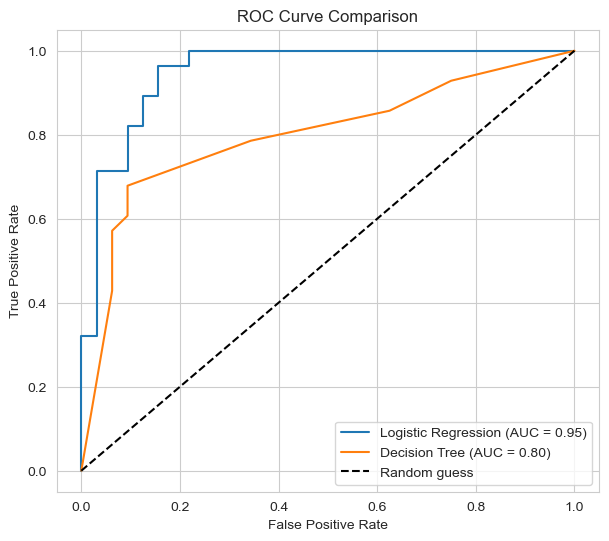 ROC Curve Comparison
1.0
0.8
0.6
0.4
0.2
0.0
True Positive Rate
Logistic Regression (AUC = 0.95)
Decision Tree (AUC = 0.80)
Random guess
0.0 0.2 0.4 0.6 0.8 1.0
False Positive Rate